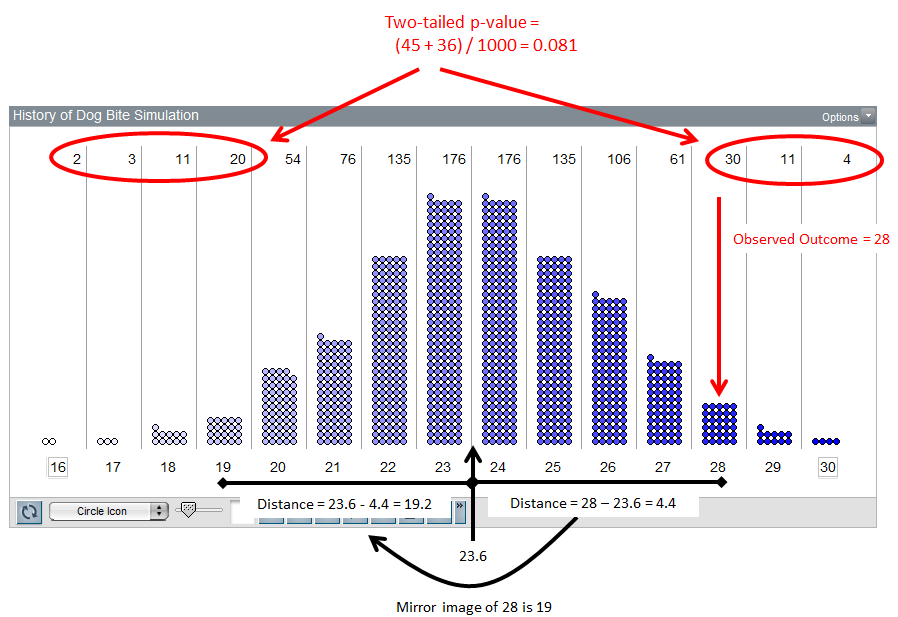 Two-tailed p-value =
(45 + 36) / 1000 = 0.081
History of Dog Bite Simulation
Options
2 3 11 20 54 76 135 176 176 135 106 61 30 11 4
Observed Outcome = 28
16 17 18 19 20 21 22 23 24 25 26 27 28 29 30
Distance = 23.6 - 4.4 = 19.2
Distance = 28 – 23.6 = 4.4
Circle Icon
»
23.6
Mirror image of 28 is 19